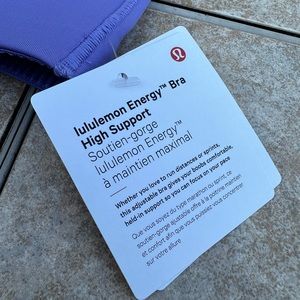 lululemon Energy™ Bra
High Support
Soutien-gorge
lululemon Energy™
à maintien maximal
Whether you love to run distances or sprints,
this adjustable bra gives your boobs comfortable,
held-in support so you can focus on your pace
Que vous soyez du type marathon ou sprint, ce
soutien-gorge ajustable offre à ta poitrine maintien
et confort afin que vous puissiez vous concentrer
sur votre allure